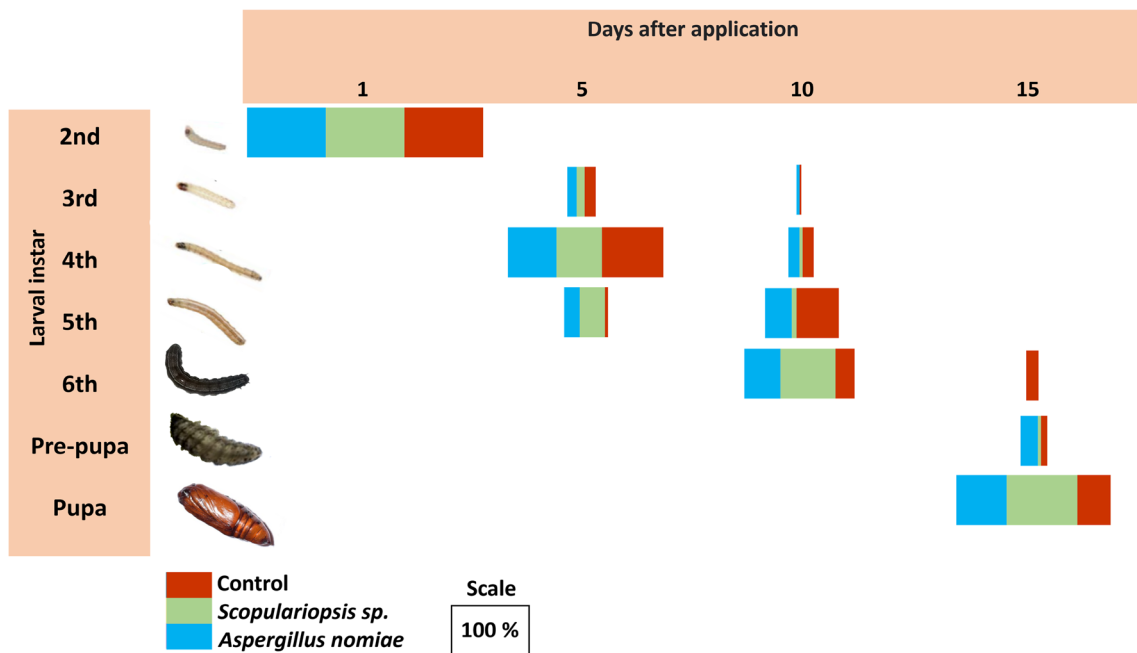 Days after application
1 5 10 15
Larval instar
2nd
3rd
4th
5th
6th
Pre-pupa
Pupa
Control
Scopulariopsis sp.
Aspergillus nomiae
Scale
100 %